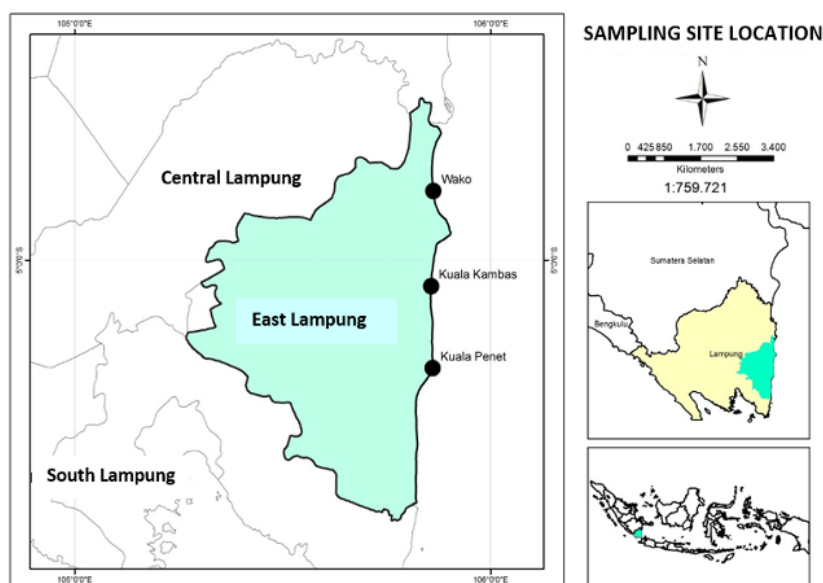 105°0'0"E
106°0'0"E
SAMPLING SITE LOCATION
N
0 425 850 1.700 2.550 3.400
Kilometers
1:759.721
Central Lampung
Wako
5°0'0"S
5°0'0"S
Kuala Kambas
East Lampung
Kuala Penet
South Lampung
105°0'0"E
106°0'0"E
Sumatera Selatan
Bengkulu
Lampung